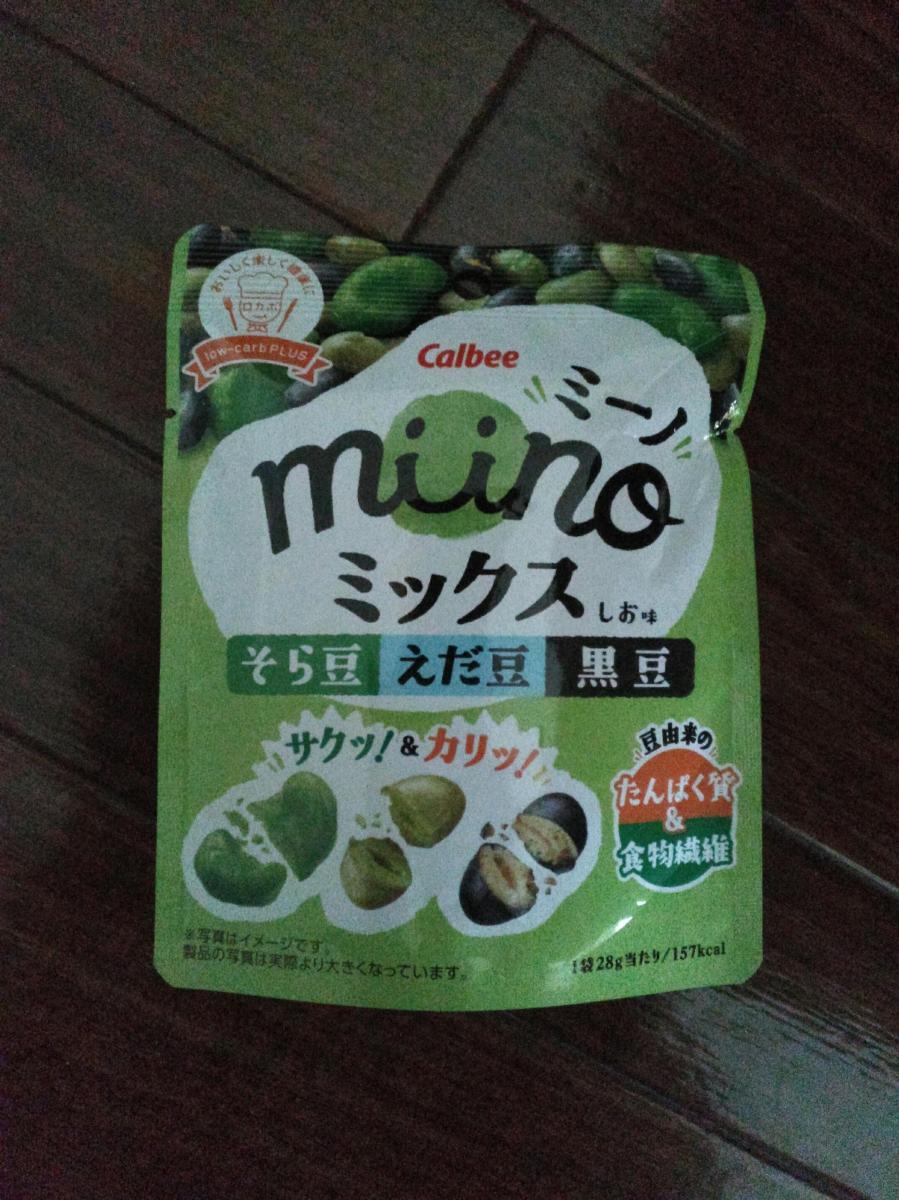 おいしく楽しく健康に
ロカボ
low-carbPLUS
Calbee
ミーノ
miino
ミックス
しお味
そら豆 えだ豆 黒豆
サクッ!&カリッ!
豆由来の
たんぱく質
&
食物繊維
※写真はイメージです。
製品の写真は実際より大きくなっています。
1袋28g当たり/157kcal